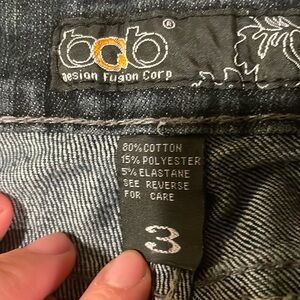 bGb®
Design Fusion Corp
80% COTTON
15% POLYESTER
5% ELASTANE
SEE REVERSE
FOR CARE
3